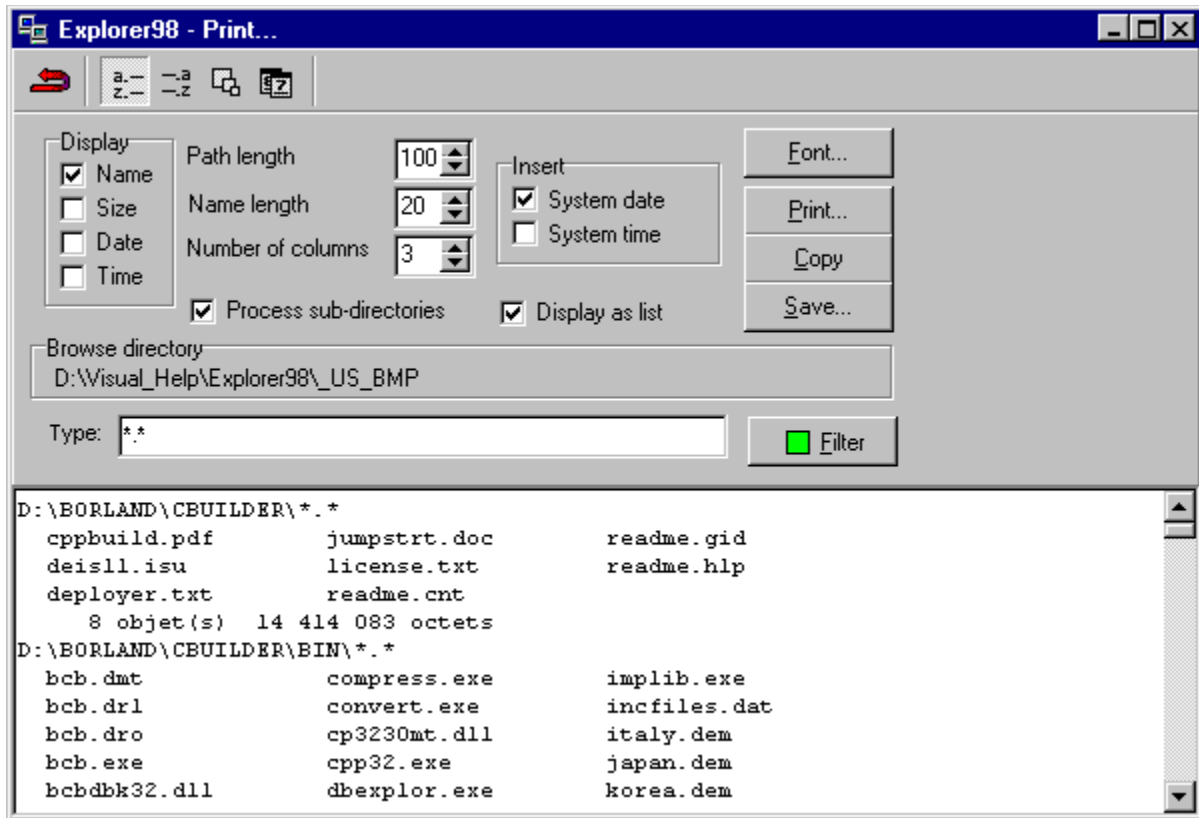 Explorer98 - Print...
a.— —.a
z.— —.z
Display
Name
Size
Date
Time
Path length 100
Name length 20
Number of columns 3
Insert
System date
System time
Font...
Print...
Copy
Save...
Process sub-directories Display as list
Browse directory
D:\Visual_Help\Explorer98\_US_BMP
Type: *.* Filter
D:\BORLAND\CBUILDER\*.*
cppbuild.pdf jumpstrt.doc readme.gid
deisl1.isu license.txt readme.hlp
deployer.txt readme.cnt
8 objet(s) 14 414 083 octets
D:\BORLAND\CBUILDER\BIN\*.*
bcb.dmt compress.exe implib.exe
bcb.drl convert.exe incfiles.dat
bcb.dro cp3230mt.dll italy.dem
bcb.exe cpp32.exe japan.dem
bcbdbk32.dll dbexplor.exe korea.dem